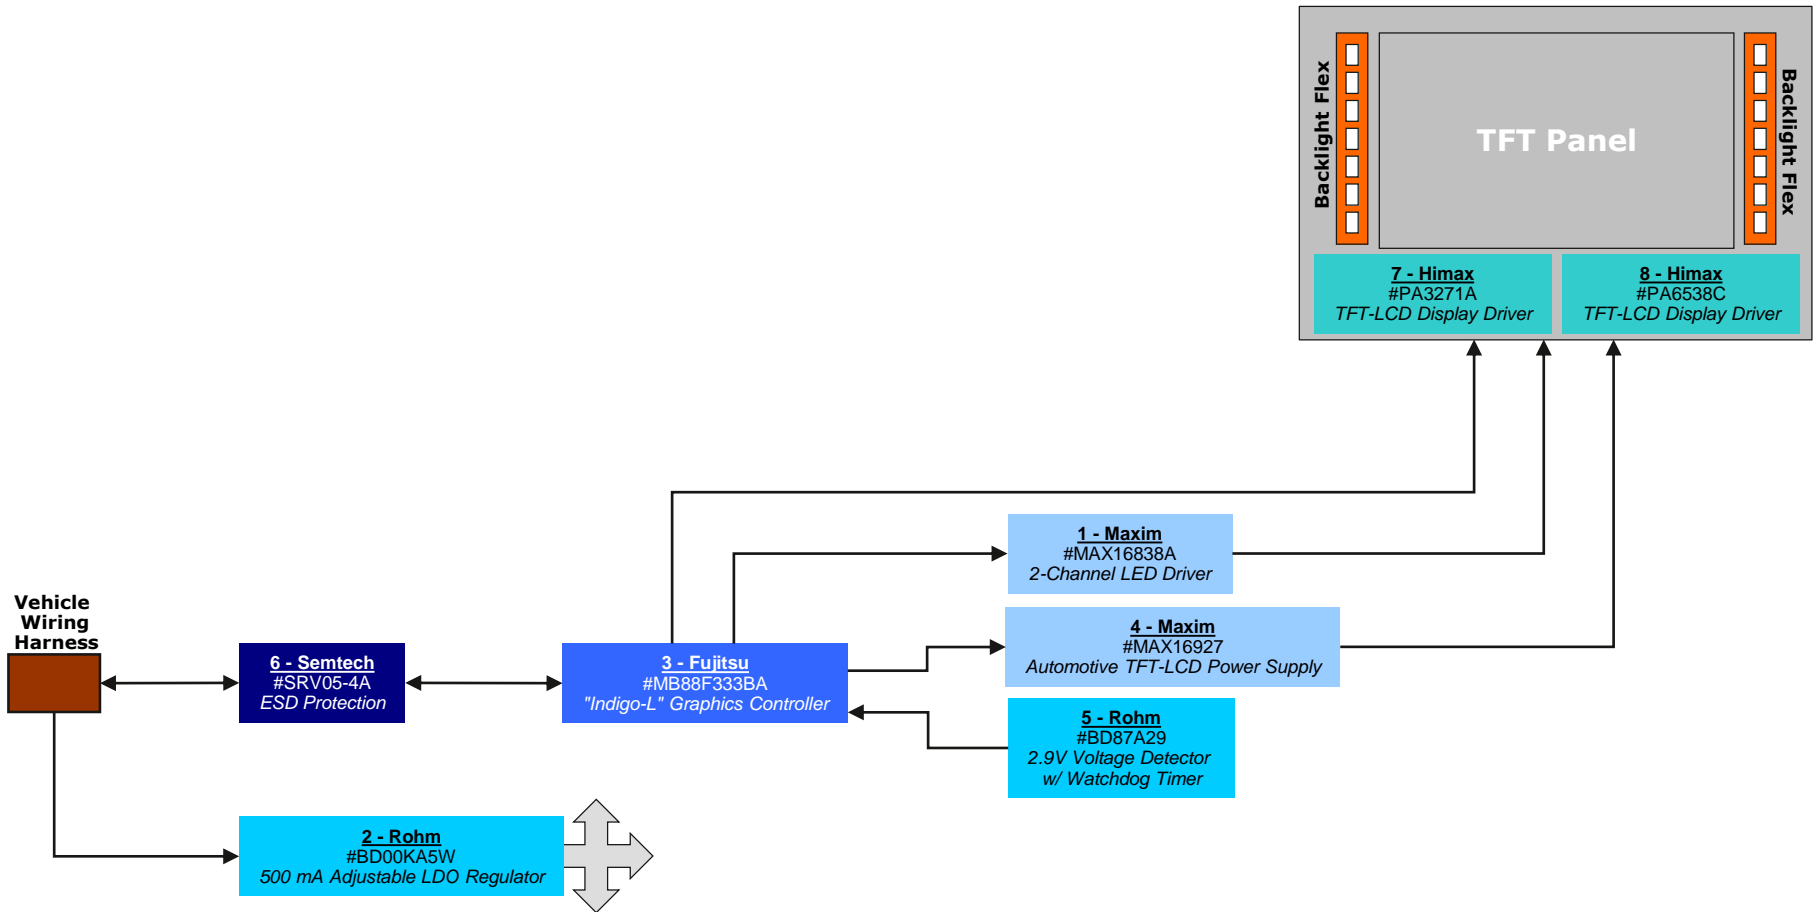 Backlight Flex
TFT Panel
Backlight Flex
7 - Himax
#PA3271A
TFT-LCD Display Driver
8 - Himax
#PA6538C
TFT-LCD Display Driver
1 - Maxim
#MAX16838A
2-Channel LED Driver
Vehicle
Wiring
Harness
6 - Semtech
#SRV05-4A
ESD Protection
3 - Fujitsu
#MB88F333BA
"Indigo-L" Graphics Controller
4 - Maxim
#MAX16927
Automotive TFT-LCD Power Supply
5 - Rohm
#BD87A29
2.9V Voltage Detector
w/ Watchdog Timer
2 - Rohm
#BD00KA5W
500 mA Adjustable LDO Regulator